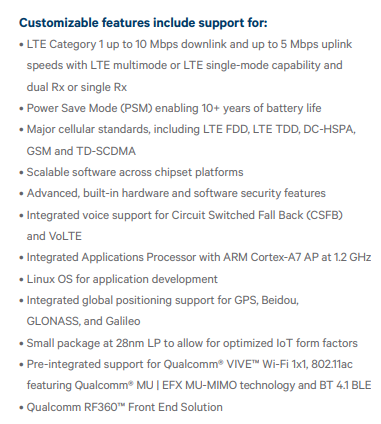 Customizable features include support for:
• LTE Category 1 up to 10 Mbps downlink and up to 5 Mbps uplink
speeds with LTE multimode or LTE single-mode capability and
dual Rx or single Rx
• Power Save Mode (PSM) enabling 10+ years of battery life
• Major cellular standards, including LTE FDD, LTE TDD, DC-HSPA,
GSM and TD-SCDMA
• Scalable software across chipset platforms
• Advanced, built-in hardware and software security features
• Integrated voice support for Circuit Switched Fall Back (CSFB)
and VoLTE
• Integrated Applications Processor with ARM Cortex-A7 AP at 1.2 GHz
• Linux OS for application development
• Integrated global positioning support for GPS, Beidou,
GLONASS, and Galileo
• Small package at 28nm LP to allow for optimized IoT form factors
• Pre-integrated support for Qualcomm® VIVE™ Wi-Fi 1x1, 802.11ac
featuring Qualcomm® MU | EFX MU-MIMO technology and BT 4.1 BLE
• Qualcomm RF360™ Front End Solution